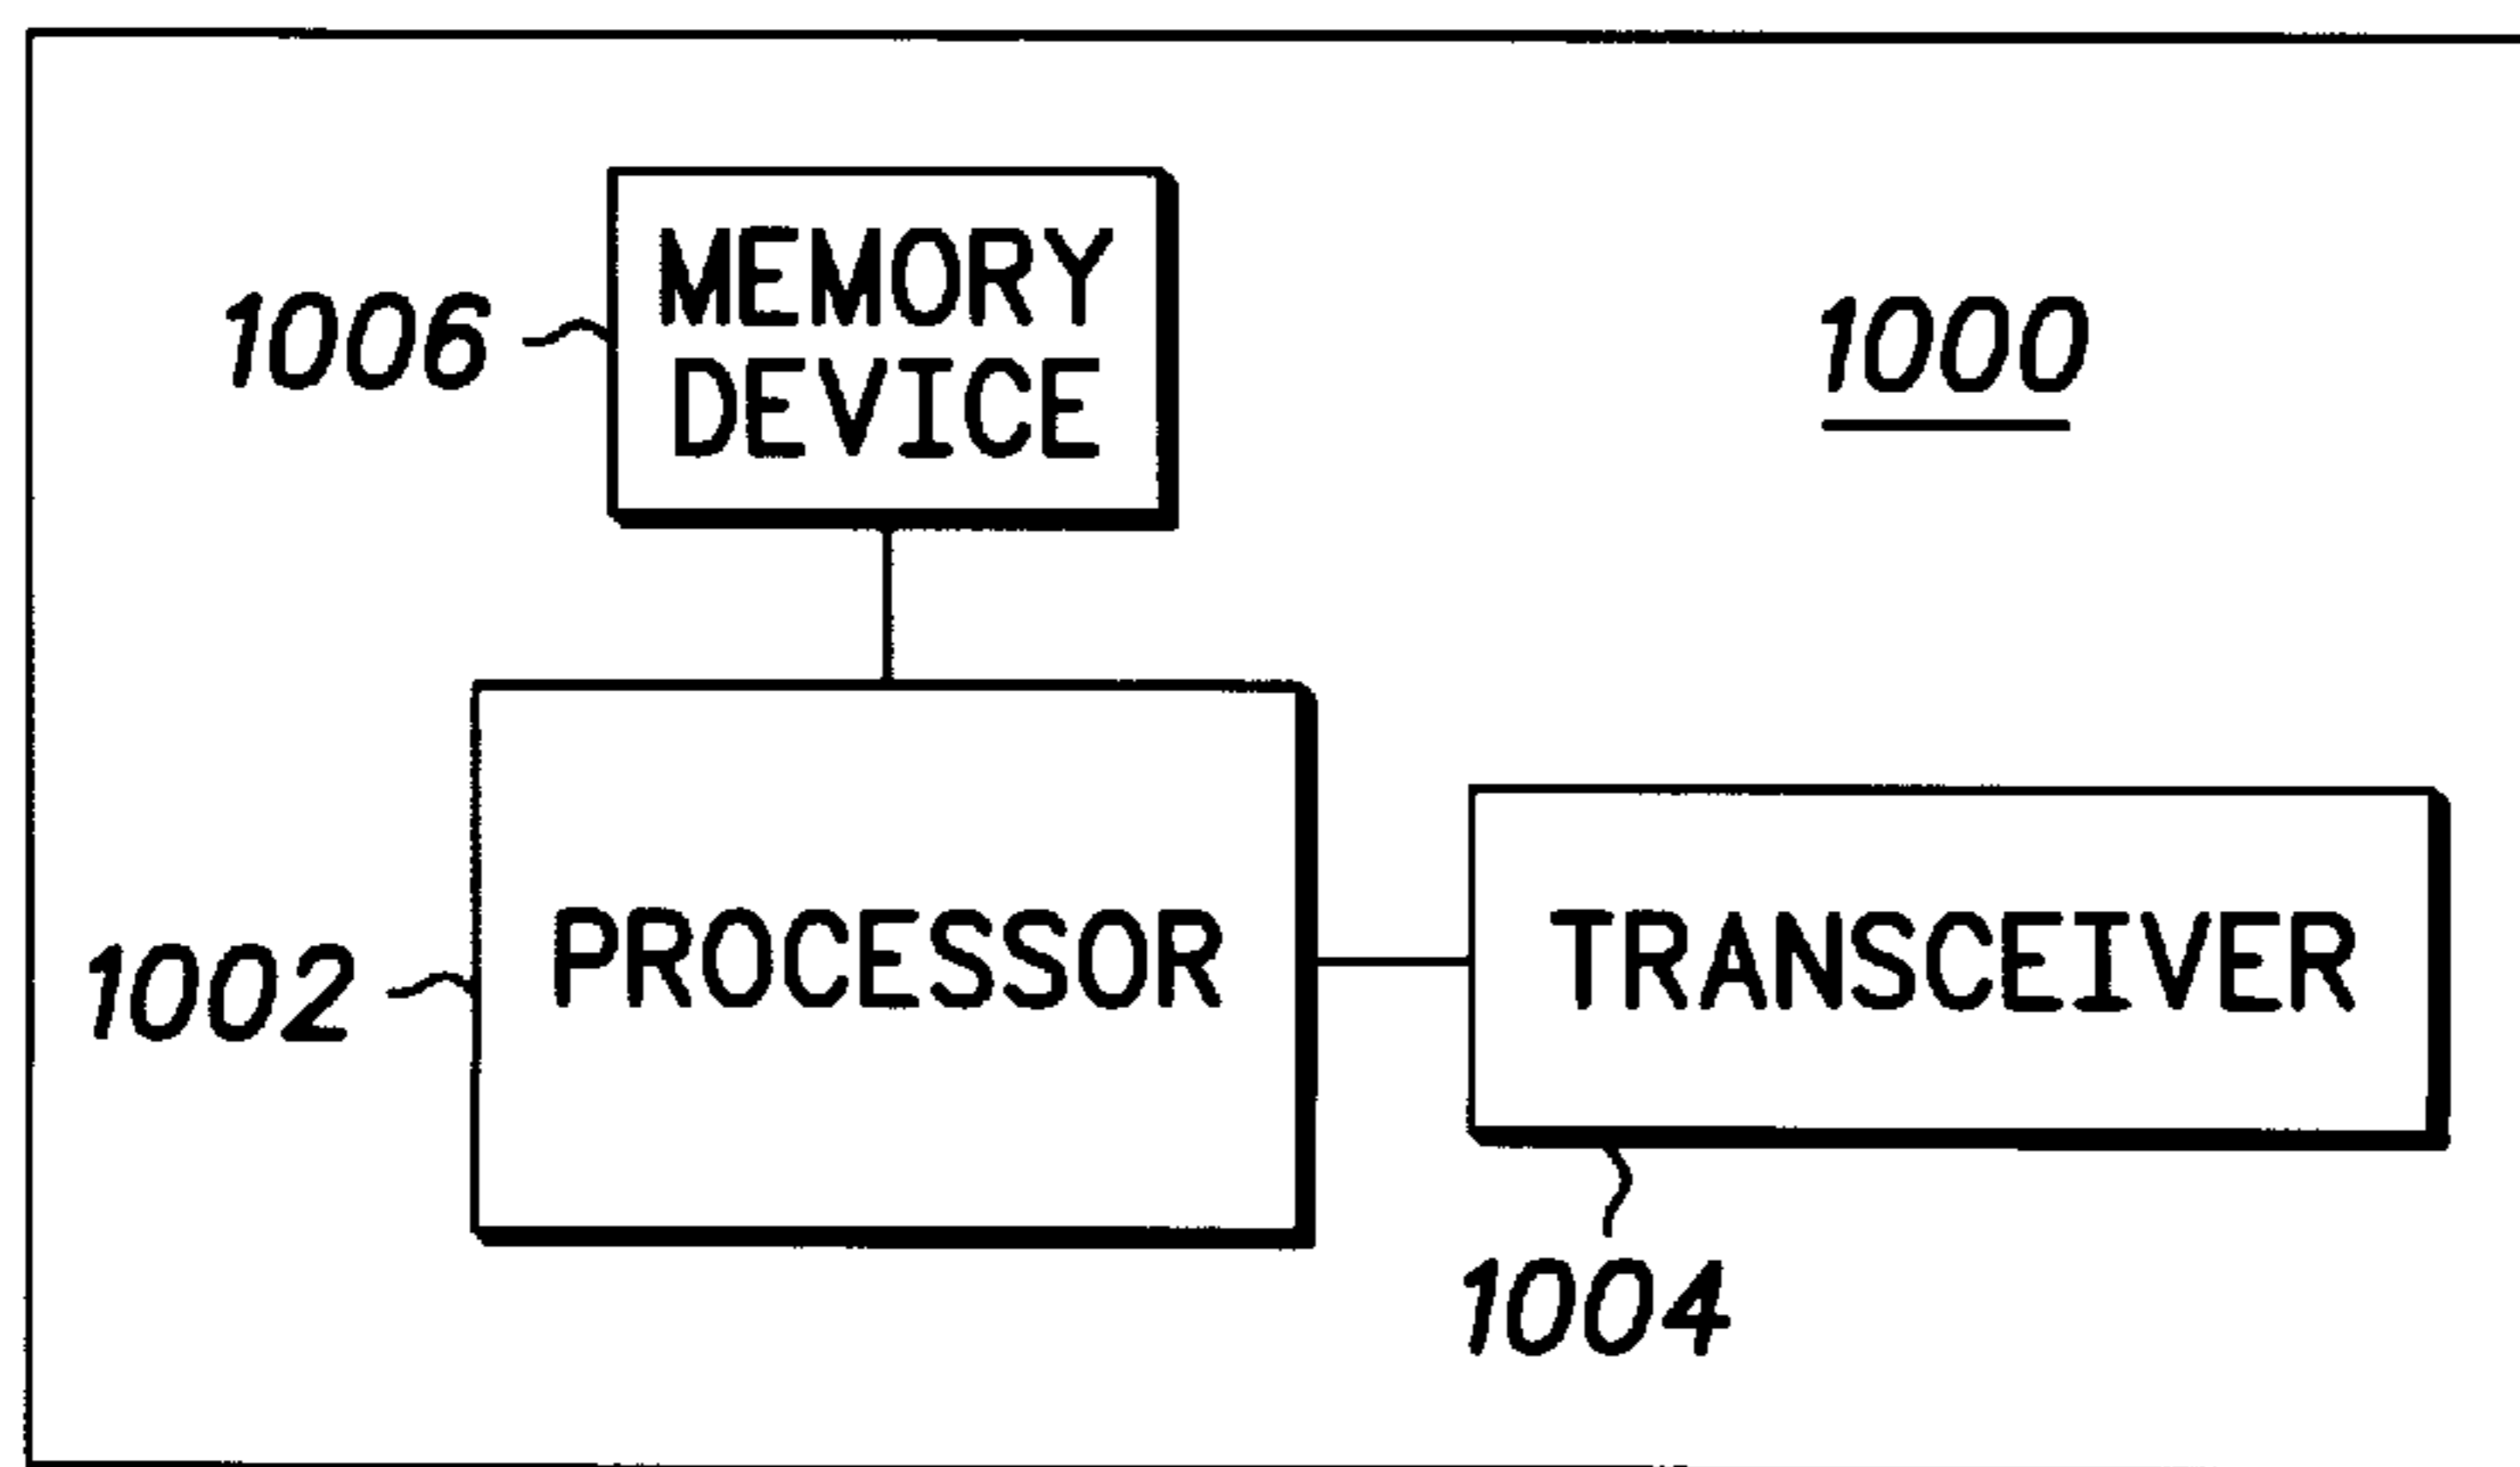 MEMORY
DEVICE
1006
1000
PROCESSOR
1002
TRANSCEIVER
1004